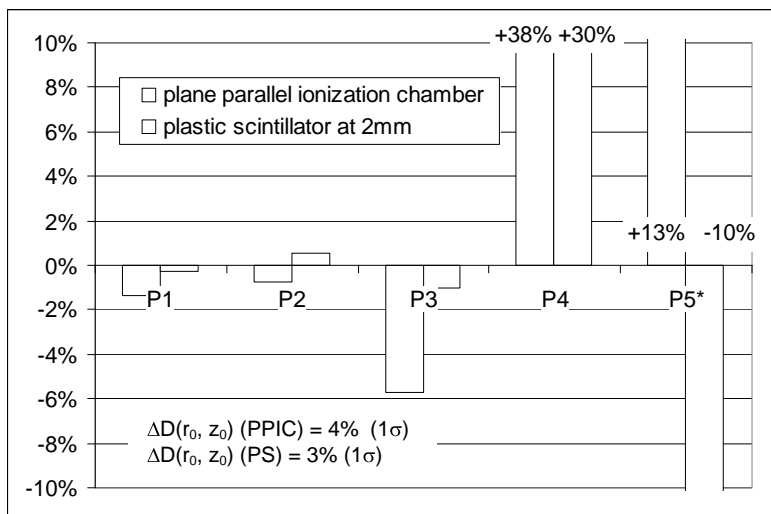 10%
+38% +30%
8%
□ plane parallel ionization chamber
6%
□ plastic scintillator at 2mm
4%
2%
+13% -10%
0%
P1 P2 P3 P4 P5*
-2%
-4%
-6%
ΔD(r₀, z₀) (PPIC) = 4% (1σ)
-8%
ΔD(r₀, z₀) (PS) = 3% (1σ)
-10%